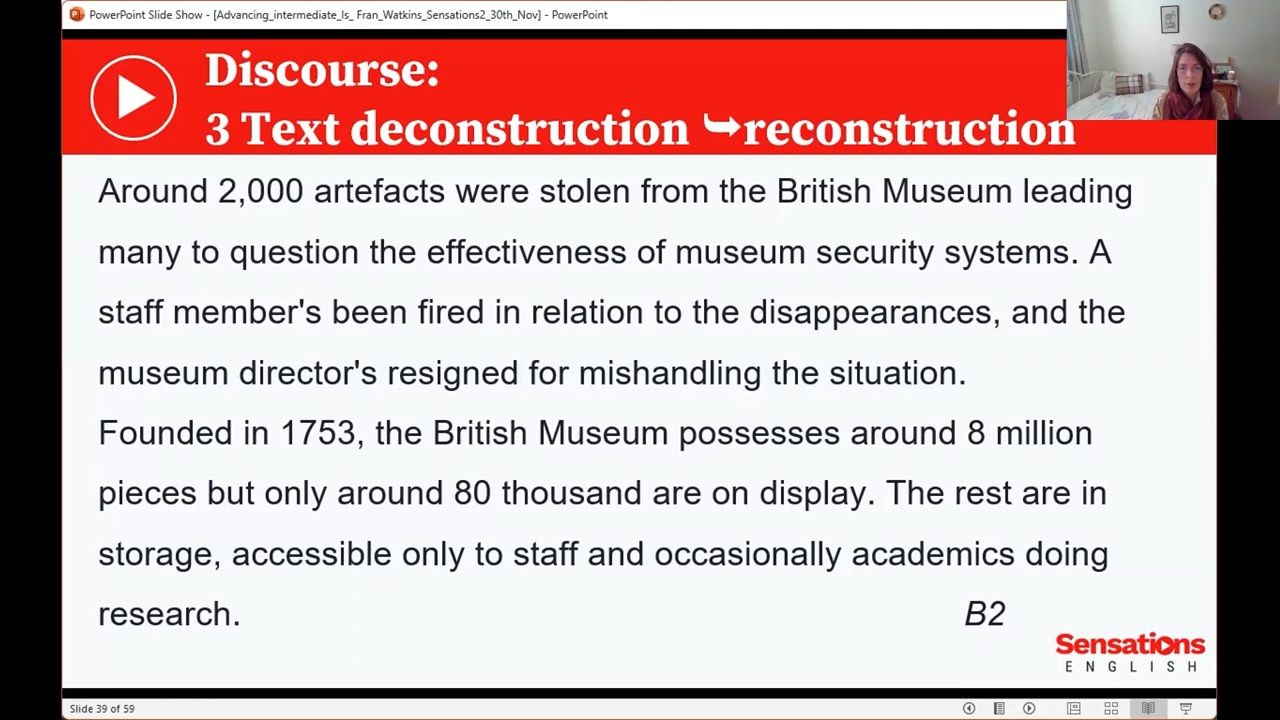 PowerPoint Slide Show - [Advancing_intermediate_ls_ Fran_Watkins_Sensations2_30th_Nov] - PowerPoint
Discourse:
3 Text deconstruction ⤷reconstruction
Around 2,000 artefacts were stolen from the British Museum leading
many to question the effectiveness of museum security systems. A
staff member's been fired in relation to the disappearances, and the
museum director's resigned for mishandling the situation.
Founded in 1753, the British Museum possesses around 8 million
pieces but only around 80 thousand are on display. The rest are in
storage, accessible only to staff and occasionally academics doing
research.
B2
Sensations
ENGLISH
Slide 39 of 59